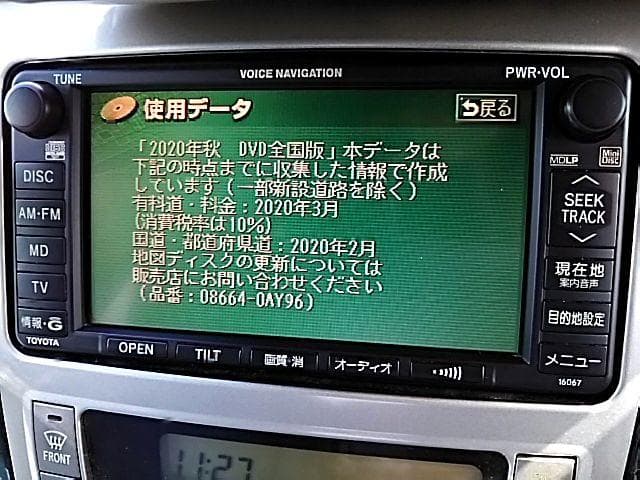 TUNE
VOICE NAVIGATION
PWR·VOL
使用データ
戻る
「2020年秋　DVD全国版」本データは
下記の時点までに収集した情報で作成
しています（一部新設道路を除く）
有料道・料金：2020年3月
(消費税率は10%)
国道・都道府県道：2020年2月
地図ディスクの更新については
販売店にお問い合わせください
（品番：08664-0AY96）
DISC
AM·FM
MD
TV
情報・G
TOYOTA
MDLP
Mini Disc
SEEK
TRACK
現在地
案内音声
目的地設定
メニュー
16067
OPEN
TILT
画質・消
オーディオ
FRONT
11:27